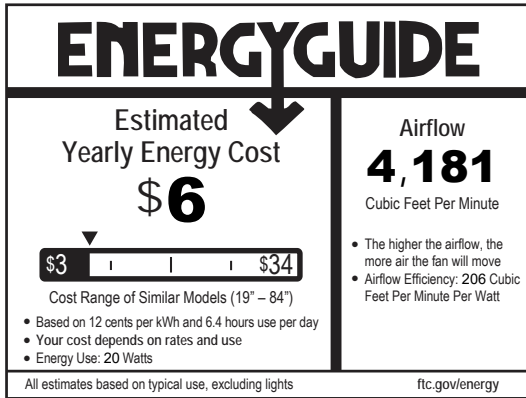 ENERGYGUIDE
Estimated
Yearly Energy Cost
$6
$3 $34
Cost Range of Similar Models (19” – 84”)
• Based on 12 cents per kWh and 6.4 hours use per day
• Your cost depends on rates and use
• Energy Use: 20 Watts
Airflow
4,181
Cubic Feet Per Minute
• The higher the airflow, the
more air the fan will move
• Airflow Efficiency: 206 Cubic
Feet Per Minute Per Watt
All estimates based on typical use, excluding lights
ftc.gov/energy